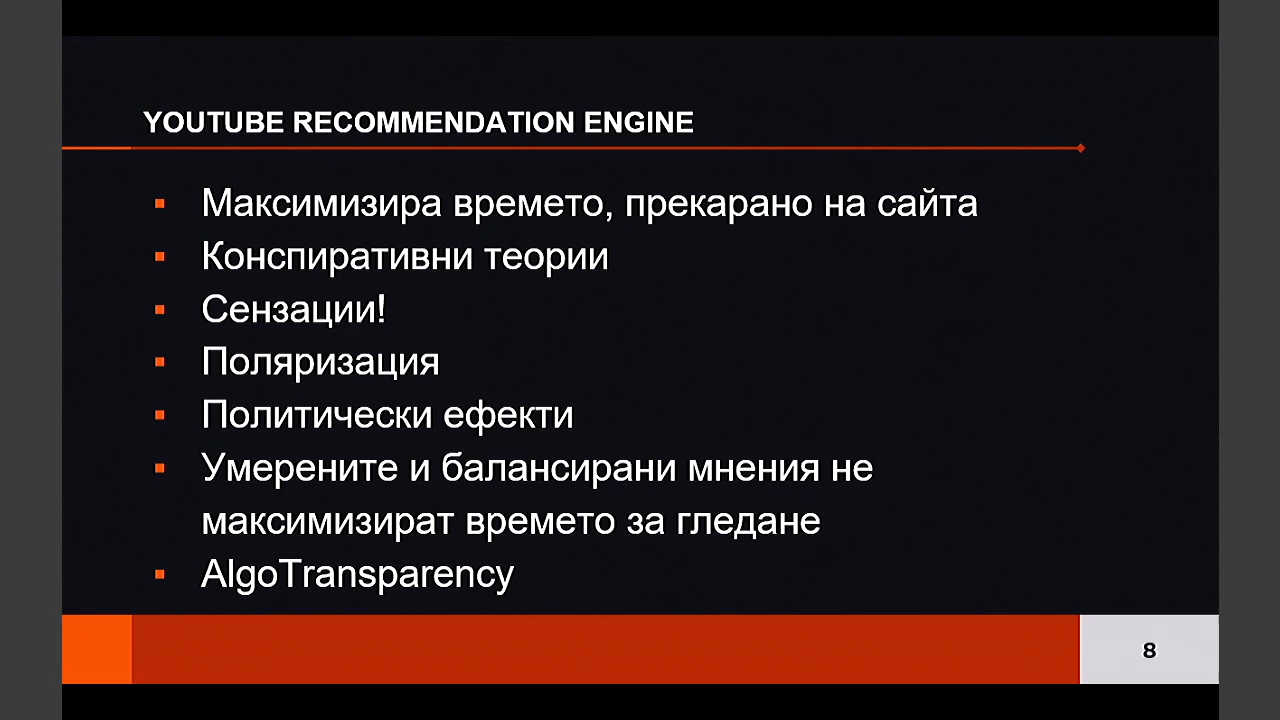 YOUTUBE RECOMMENDATION ENGINE
Максимизира времето, прекарано на сайта
Конспиративни теории
Сензации!
Поляризация
Политически ефекти
Умерените и балансирани мнения не
максимизират времето за гледане
AlgoTransparency
8